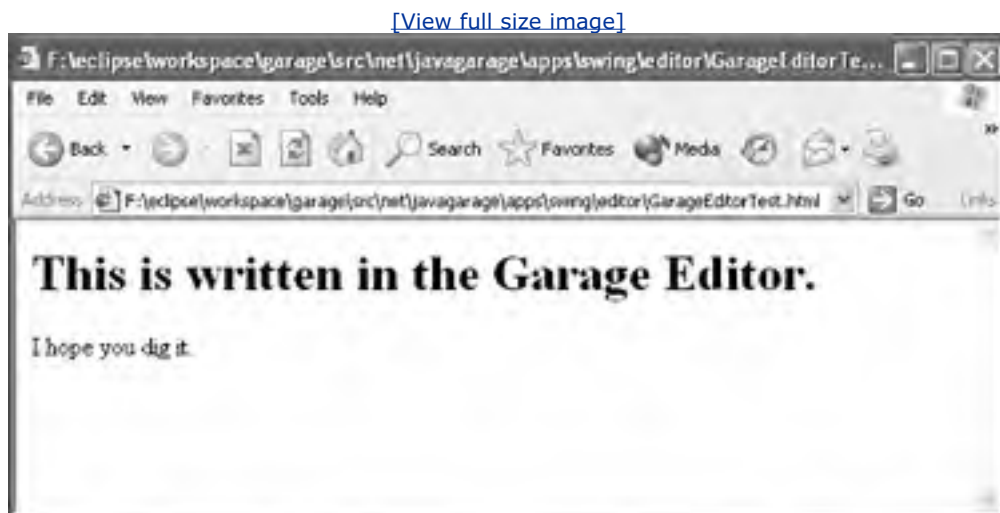 [View full size image]
F:\eclipse\workspace\garage\src\net\javagarage\apps\swing\editor\GarageEditorTe...
File Edit View Favorites Tools Help
Back Search Favorites Media
Address F:\eclipse\workspace\garage\src\net\javagarage\apps\swing\editor\GarageEditorTest.html Go Links
This is written in the Garage Editor.
I hope you dig it.